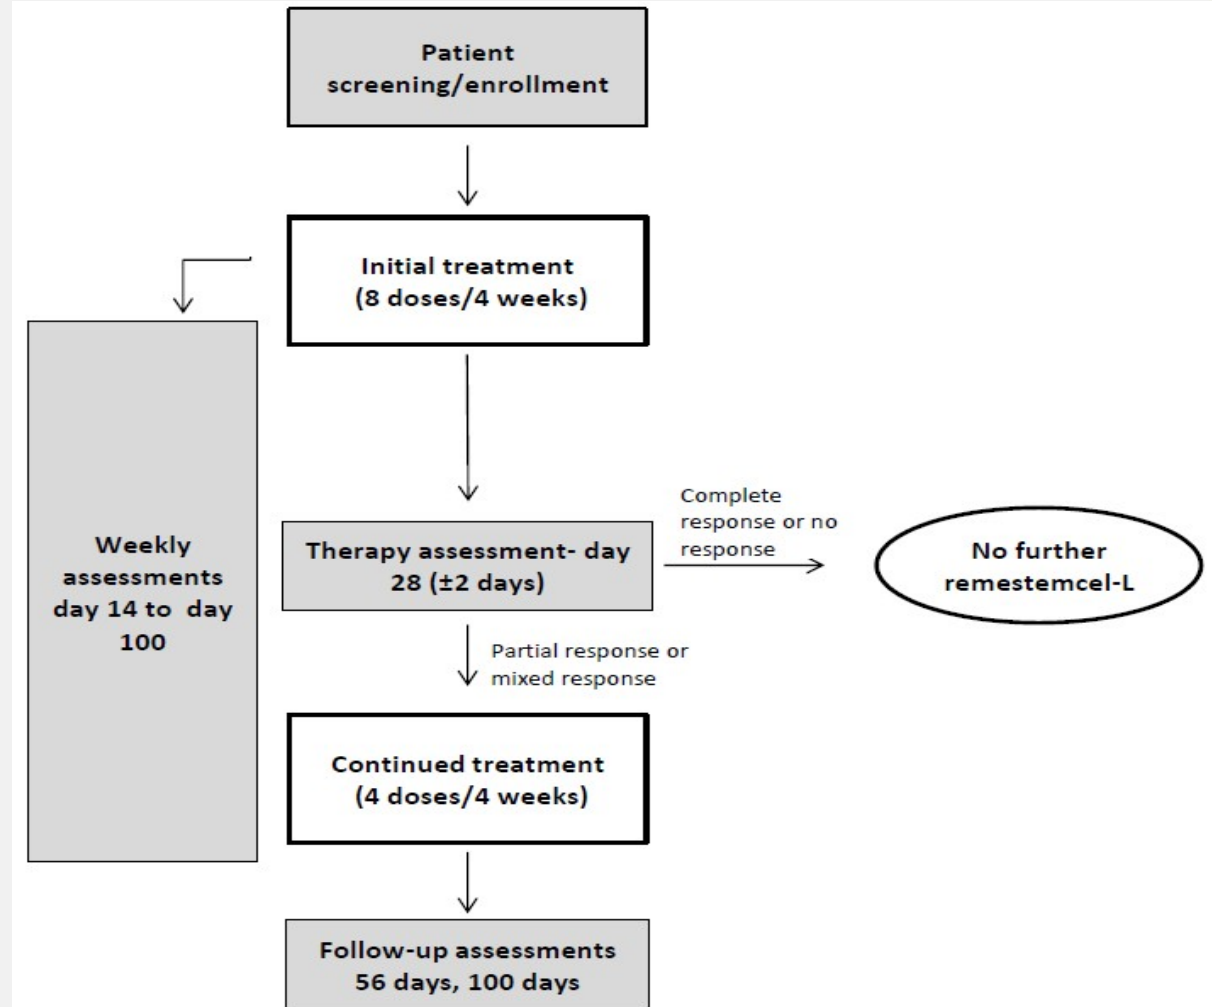 Patient
screening/enrollment
Initial treatment
(8 doses/4 weeks)
Weekly
assessments
day 14 to  day
100
Therapy assessment- day
28 (±2 days)
Complete
response or no
response
No further
remestemcel-L
Partial response or
mixed response
Continued treatment
(4 doses/4 weeks)
Follow-up assessments
56 days, 100 days